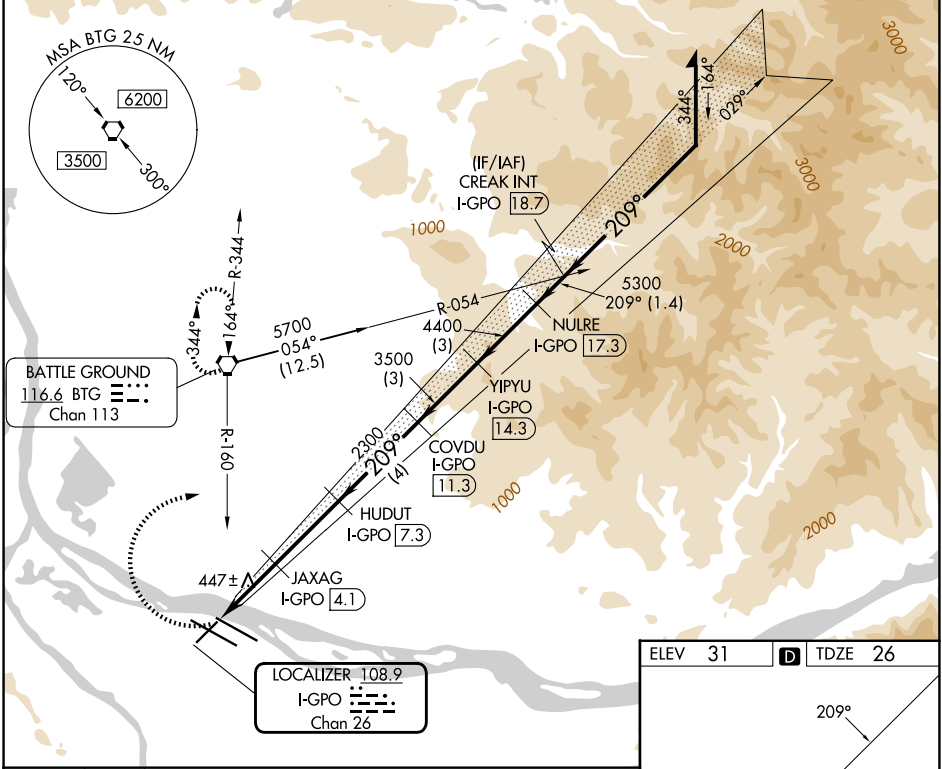 MSA BTG 25 NM
120°
6200
3500
300°
3000
344°
164°
029°
(IF/IAF)
CREAK INT
I-GPO 18.7
209°
3000
1000
2000
R-344
R-054
5300
209° (1.4)
344°
164°
5700
054°
(12.5)
4400
(3)
NULRE
I-GPO 17.3
3500
(3)
BATTLE GROUND
116.6 BTG
Chan 113
YIPYU
I-GPO
14.3
R-160
2300
209°
(4)
COVDU
I-GPO
11.3
1000
HUDUT
I-GPO 7.3
2000
447±
JAXAG
I-GPO 4.1
LOCALIZER 108.9
I-GPO
Chan 26
ELEV 31 D TDZE 26
209°